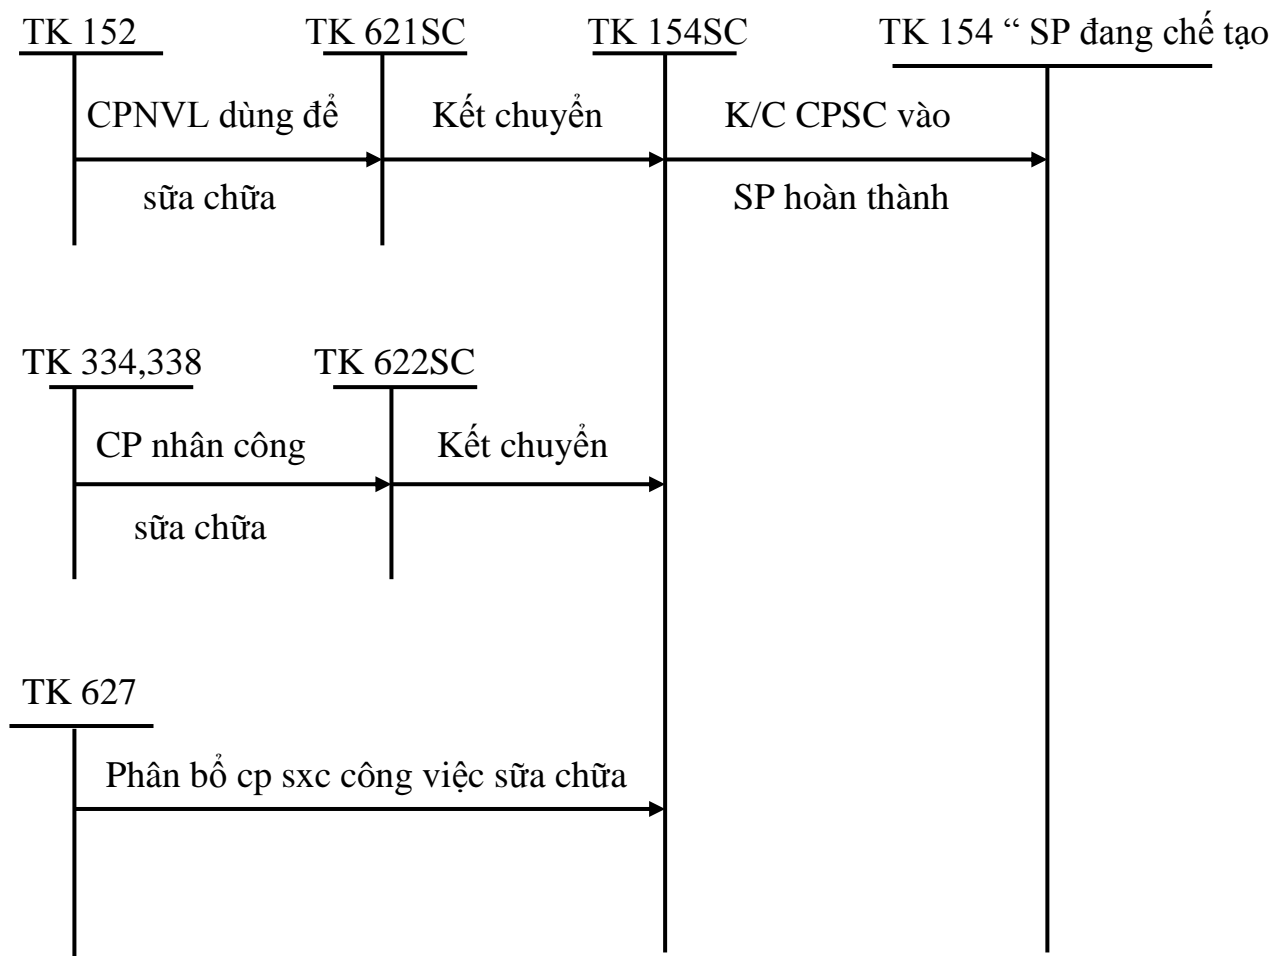 TK 152 TK 621SC TK 154SC TK 154 “ SP đang chế tạo
CPNVL dùng để Kết chuyển K/C CPSC vào
sữa chữa SP hoàn thành
TK 334,338 TK 622SC
CP nhân công Kết chuyển
sữa chữa
TK 627
Phân bổ cp sxc công việc sữa chữa